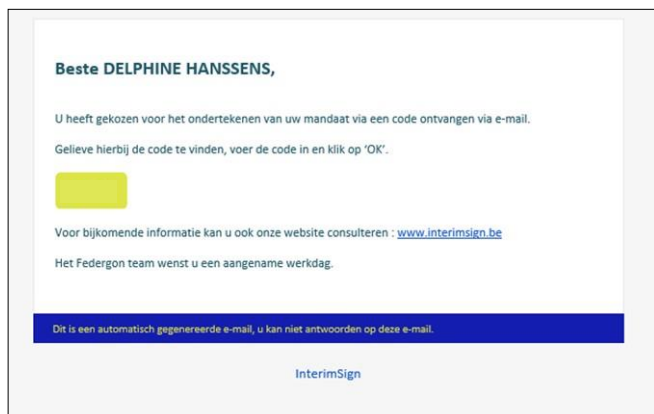 Beste DELPHINE HANSSENS,
U heeft gekozen voor het ondertekenen van uw mandaat via een code ontvangen via e-mail.
Gelieve hierbij de code te vinden, voer de code in en klik op ‘OK’.
Voor bijkomende informatie kan u ook onze website consulteren : www.interimsign.be
Het Federgon team wenst u een aangename werkdag.
Dit is een automatisch gegenereerde e-mail, u kan niet antwoorden op deze e-mail.
InterimSign